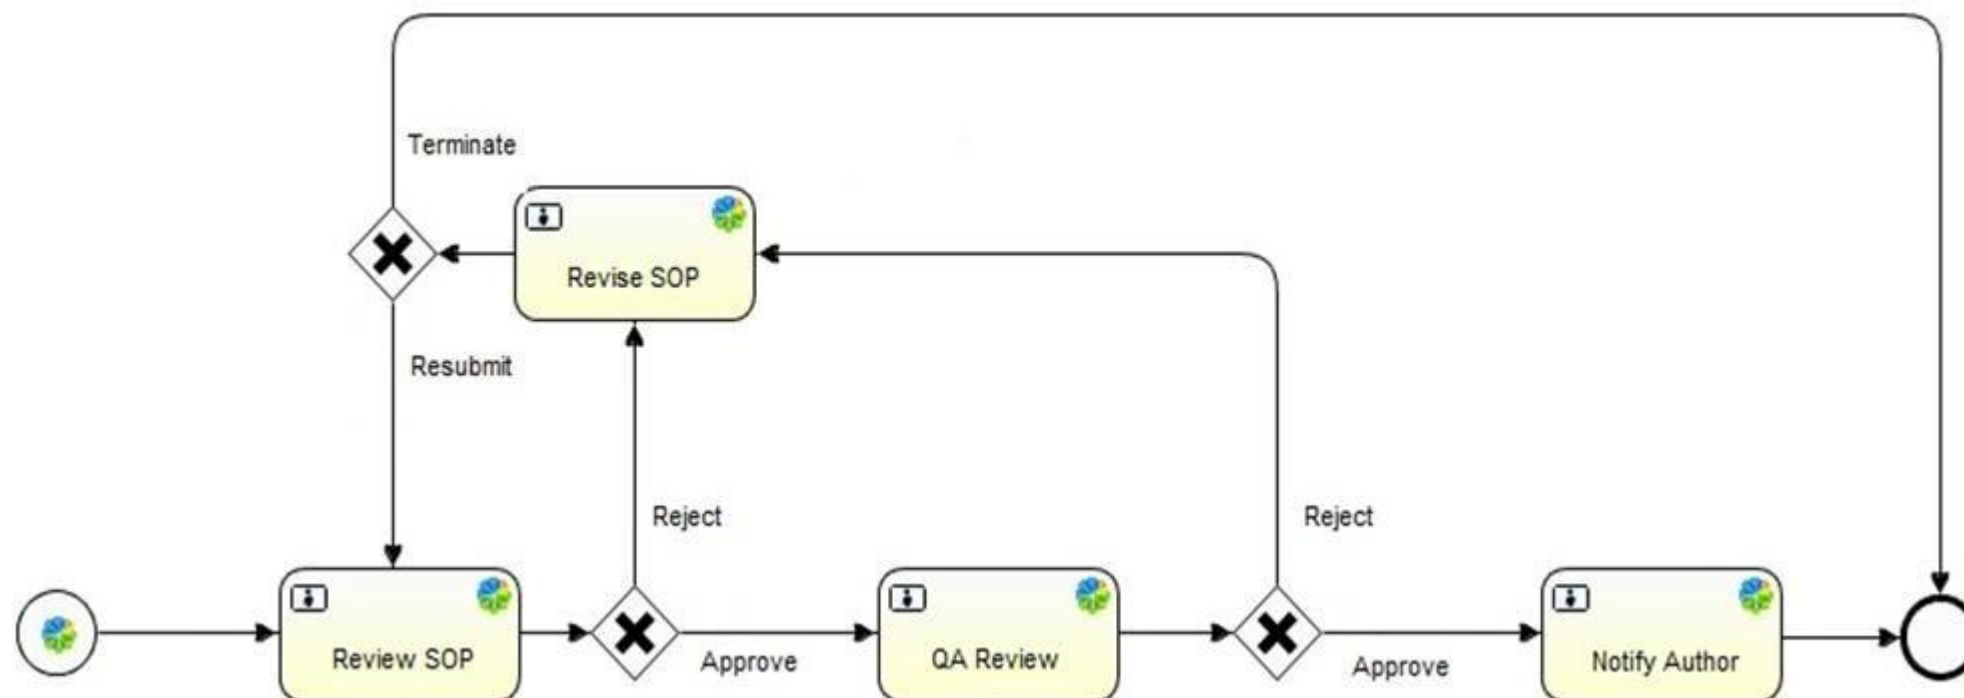 Terminate
Revise SOP
Resubmit
Reject
Reject
Review SOP
Approve
QA Review
Approve
Notify Author